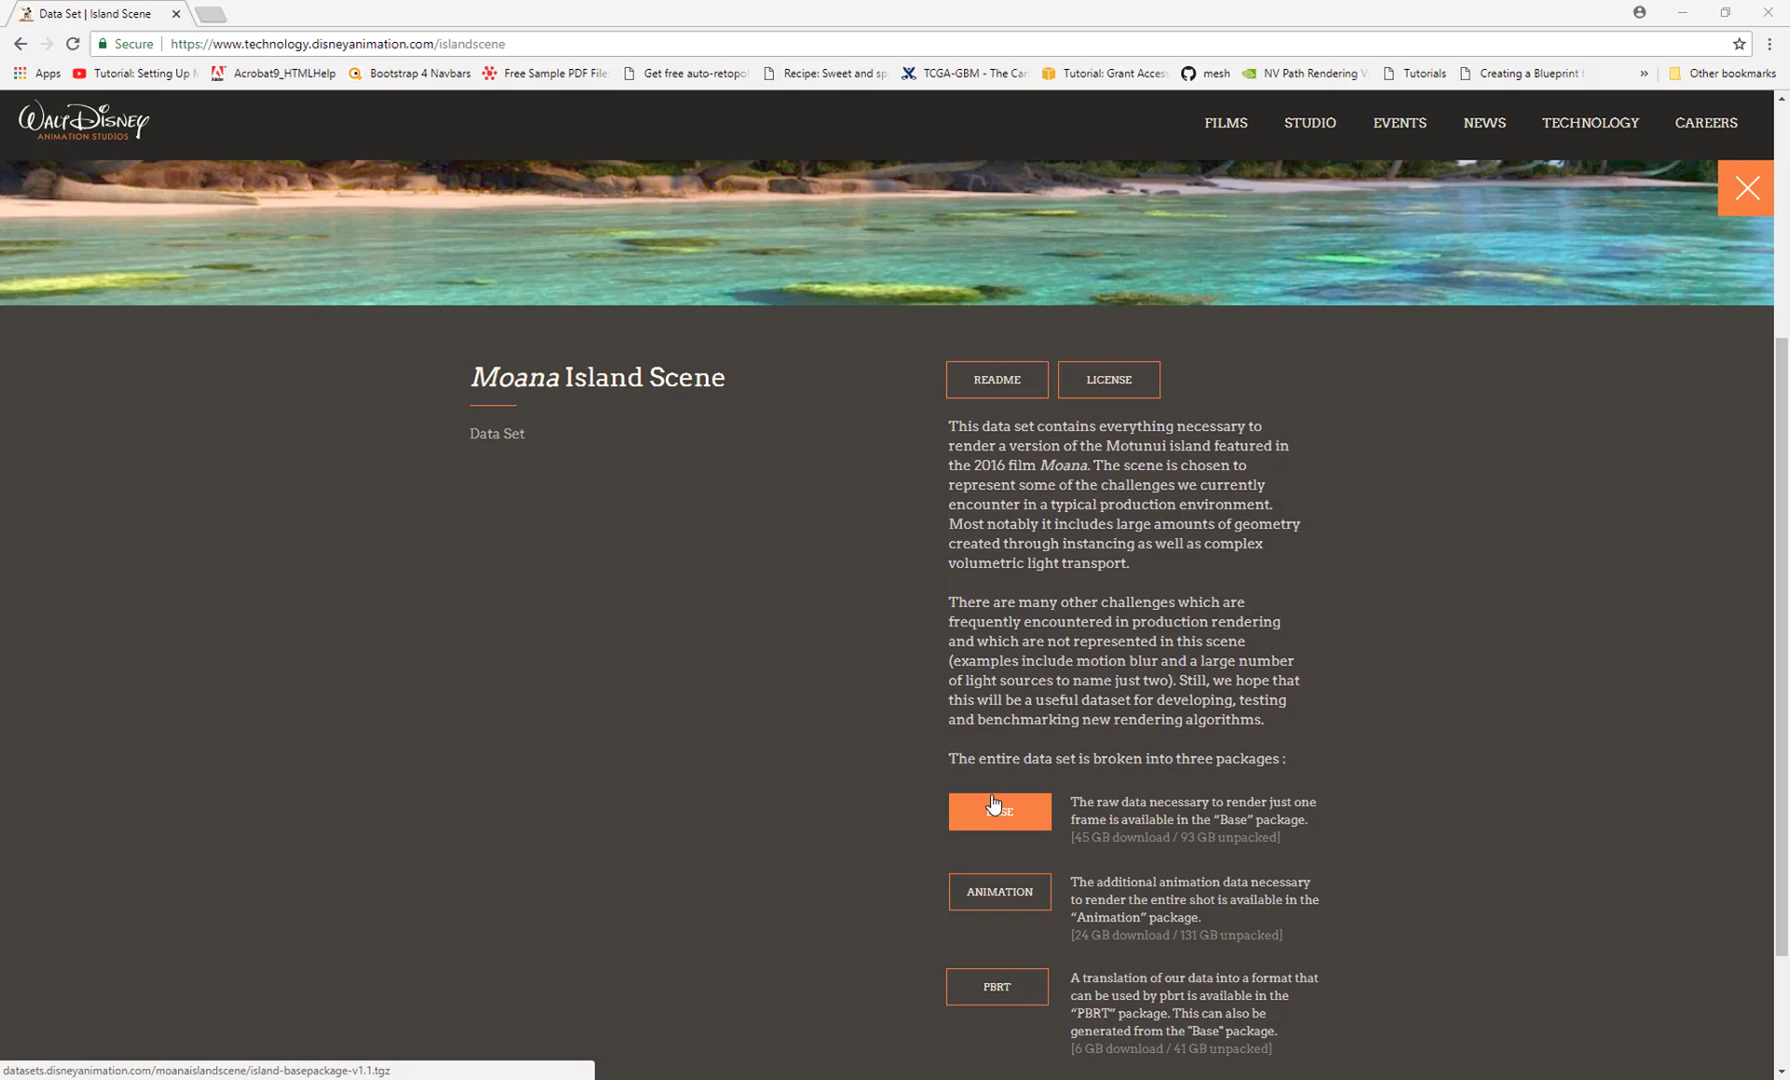 Data Set | Island Scene
Secure https://www.technology.disneyanimation.com/islandscene
Apps Tutorial: Setting Up Acrobat9_HTMLHelp Bootstrap 4 Navbars Free Sample PDF File Get free auto-retopol Recipe: Sweet and sp TCGA-GBM - The Can Tutorial: Grant Access mesh NV Path Rendering V Tutorials Creating a Blueprint f » Other bookmarks
WALT DISNEY
ANIMATION STUDIOS
FILMS STUDIO EVENTS NEWS TECHNOLOGY CAREERS
Moana Island Scene
Data Set
README LICENSE
This data set contains everything necessary to
render a version of the Motunui island featured in
the 2016 film Moana. The scene is chosen to
represent some of the challenges we currently
encounter in a typical production environment.
Most notably it includes large amounts of geometry
created through instancing as well as complex
volumetric light transport.
There are many other challenges which are
frequently encountered in production rendering
and which are not represented in this scene
(examples include motion blur and a large number
of light sources to name just two). Still, we hope that
this will be a useful dataset for developing, testing
and benchmarking new rendering algorithms.
The entire data set is broken into three packages :
The raw data necessary to render just one
frame is available in the “Base” package.
[45 GB download / 93 GB unpacked]
ANIMATION
The additional animation data necessary
to render the entire shot is available in the
“Animation” package.
[24 GB download / 131 GB unpacked]
PBRT
A translation of our data into a format that
can be used by pbrt is available in the
“PBRT” package. This can also be
generated from the "Base" package.
[6 GB download / 41 GB unpacked]
datasets.disneyanimation.com/moanaislandscene/island-basepackage-v1.1.tgz